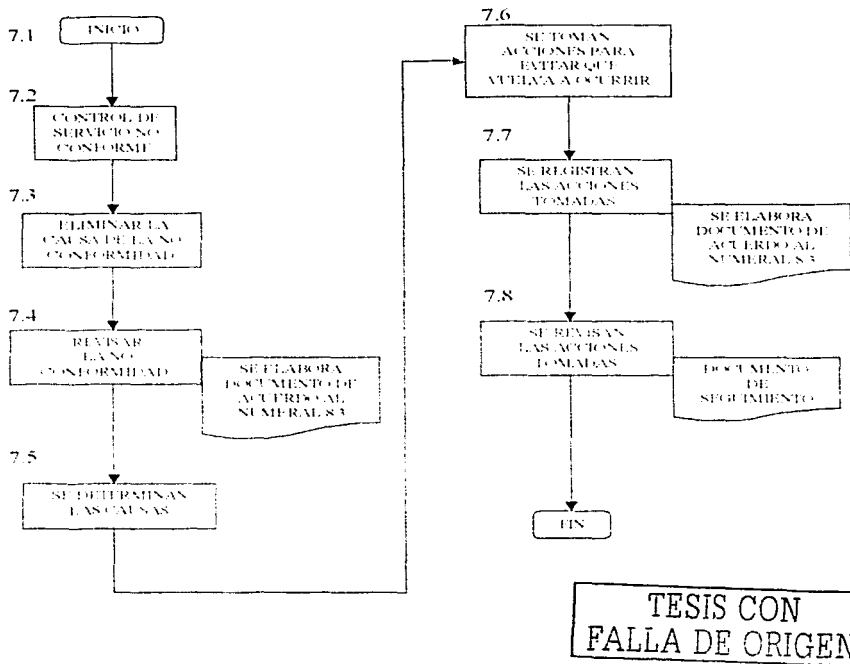 7.1
INICIO
7.2
CONTROL DE
SERVICIO NO
CONFORME
7.3
ELIMINAR LA
CAUSA DE LA NO
CONFORMIDAD
7.4
REVISAR
LA NO
CONFORMIDAD
SE ELABORA
DOCUMENTO DE
ACUERDO AL
NUMERAL 8.3
7.5
SE DETERMINAN
LAS CAUSAS
7.6
SE TOMAN
ACCIONES PARA
EVITAR QUE
VUELVA A OCURRIR
7.7
SE REGISTRAN
LAS ACCIONES
TOMADAS
SE ELABORA
DOCUMENTO DE
ACUERDO AL
NUMERAL 8.3
7.8
SE REVISAN
LAS ACCIONES
TOMADAS
DOCUMENTO
DE
SEGUIMIENTO
FIN
TESIS CON
FALLA DE ORIGEN